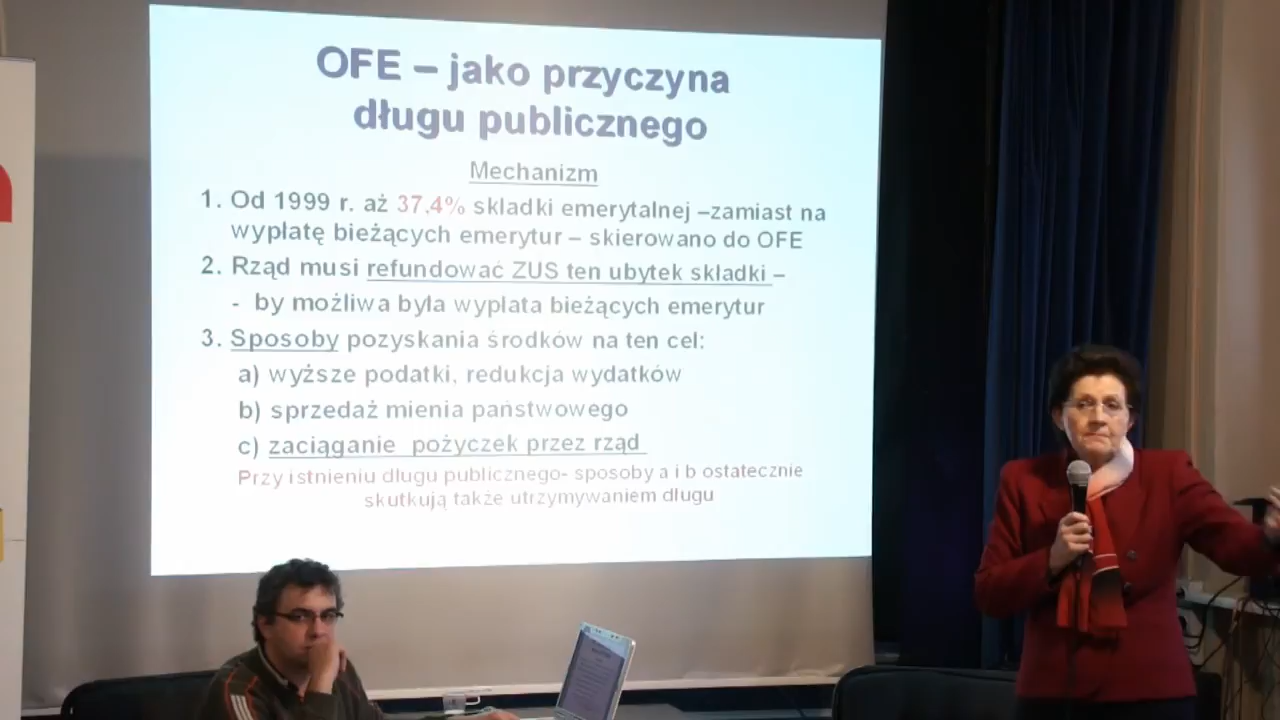 OFE – jako przyczyna
długu publicznego
Mechanizm
1. Od 1999 r. aż 37,4% składki emerytalnej –zamiast na
wypłatę bieżących emerytur – skierowano do OFE
2. Rząd musi refundować ZUS ten ubytek składki –
- by możliwa była wypłata bieżących emerytur
3. Sposoby pozyskania środków na ten cel:
a) wyższe podatki, redukcja wydatków
b) sprzedaż mienia państwowego
c) zaciąganie pożyczek przez rząd
Przy istnieniu długu publicznego- sposoby a i b ostatecznie
skutkują także utrzymywaniem długu